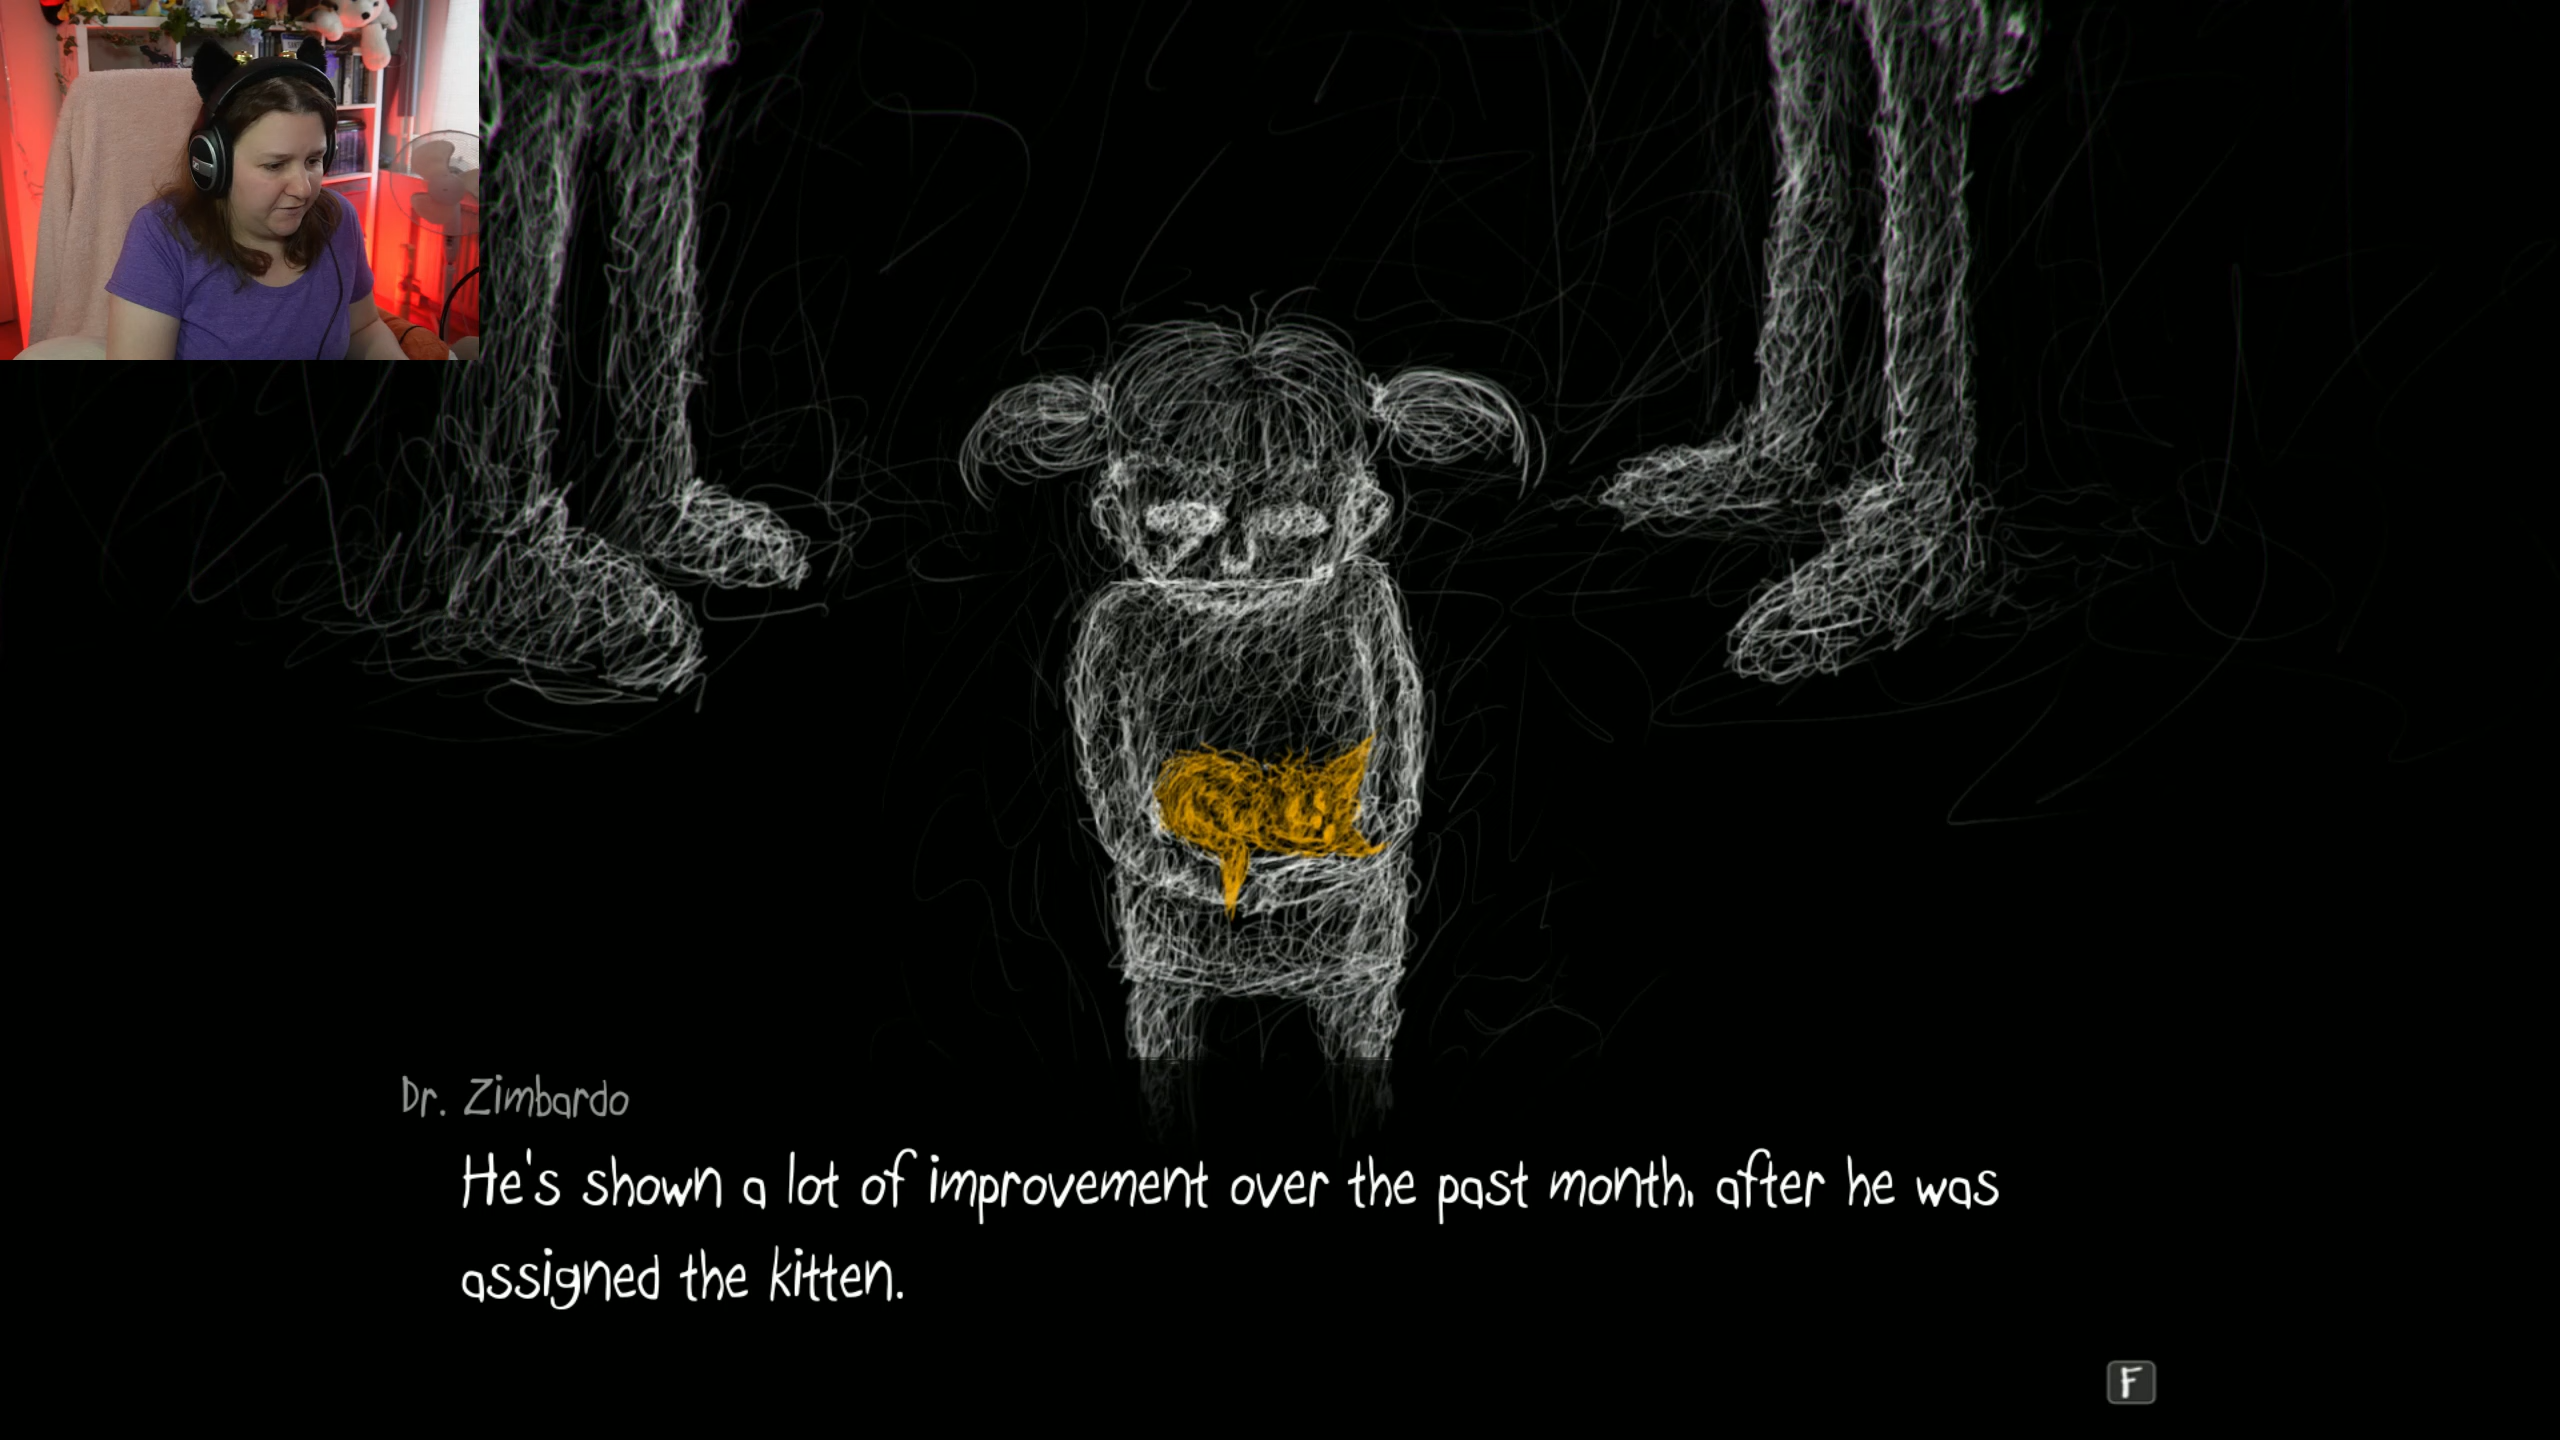 Dr. Zimbardo
He's shown a lot of improvement over the past month, after he was
assigned the kitten.
F